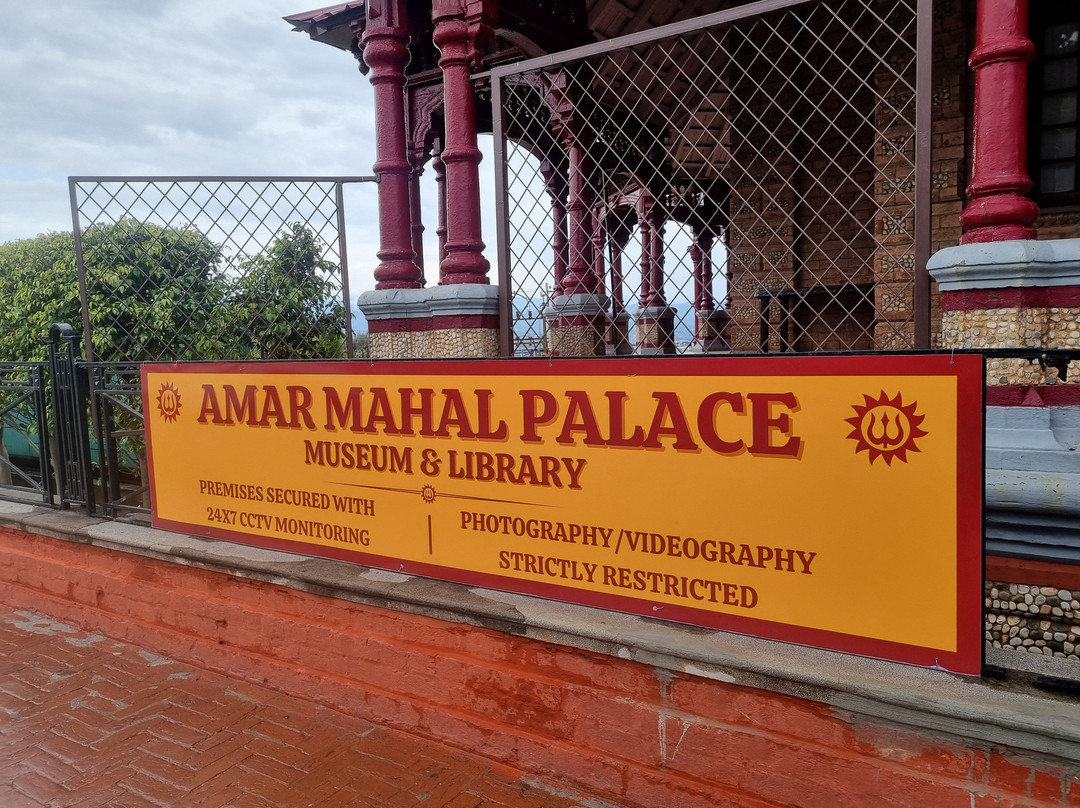 AMAR MAHAL PALACE
MUSEUM & LIBRARY
PREMISES SECURED WITH
24X7 CCTV MONITORING
PHOTOGRAPHY/VIDEOGRAPHY
STRICTLY RESTRICTED